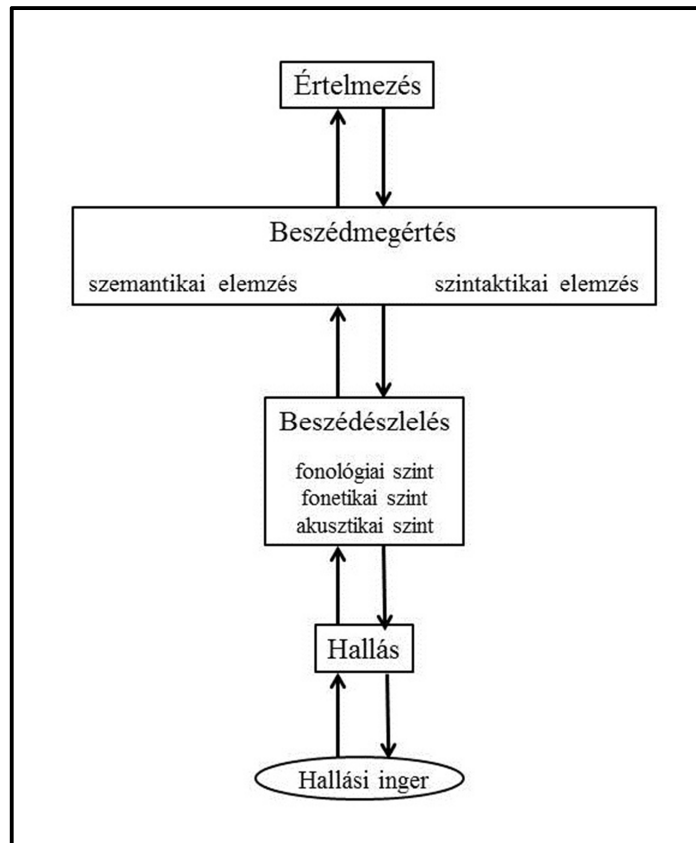 Értelmezés
Beszédmegértés
szemantikai elemzés szintaktikai elemzés
Beszédészlelés
fonológiai szint
fonetikai szint
akusztikai szint
Hallás
Hallási inger